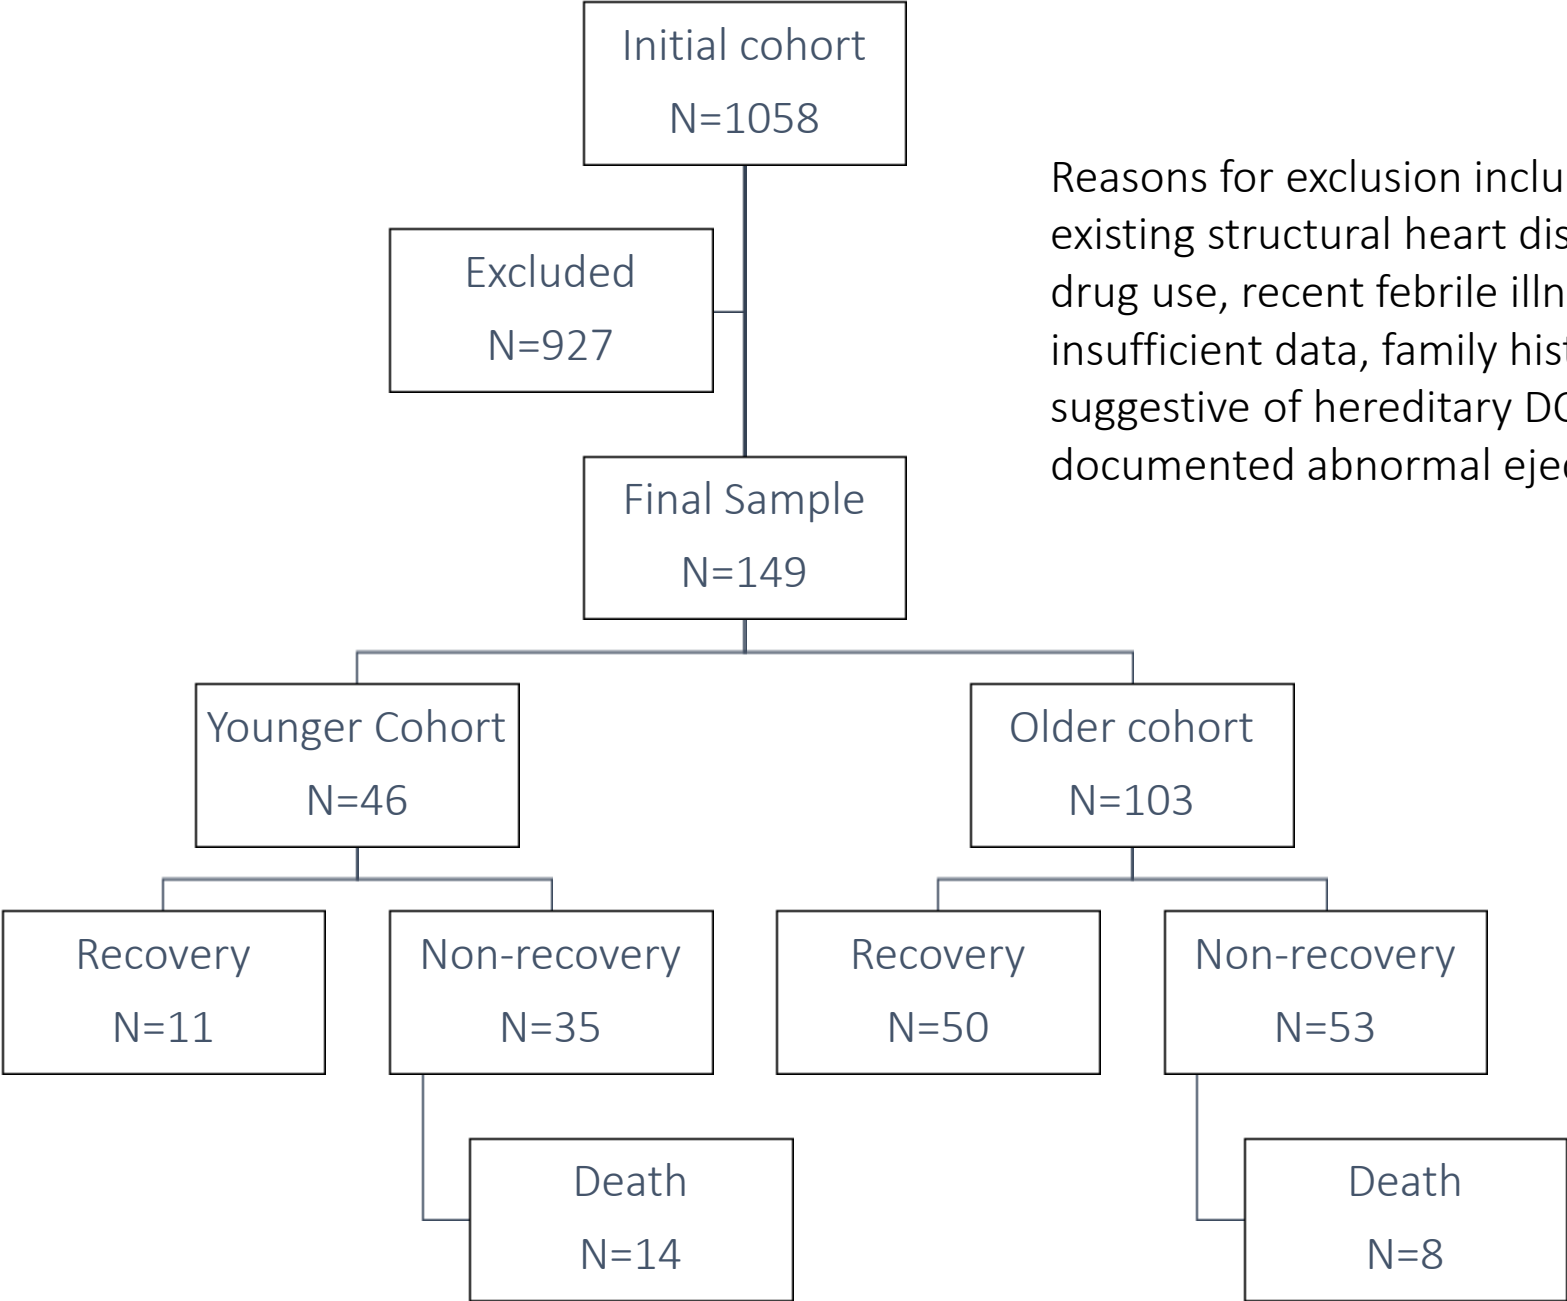 Initial cohort
N=1058
Reasons for exclusion inclu
existing structural heart dis
drug use, recent febrile illn
insufficient data, family hist
suggestive of hereditary DC
documented abnormal ejec
Excluded
N=927
Final Sample
N=149
Younger Cohort
N=46
Older cohort
N=103
Recovery
N=11
Non-recovery
N=35
Recovery
N=50
Non-recovery
N=53
Death
N=14
Death
N=8